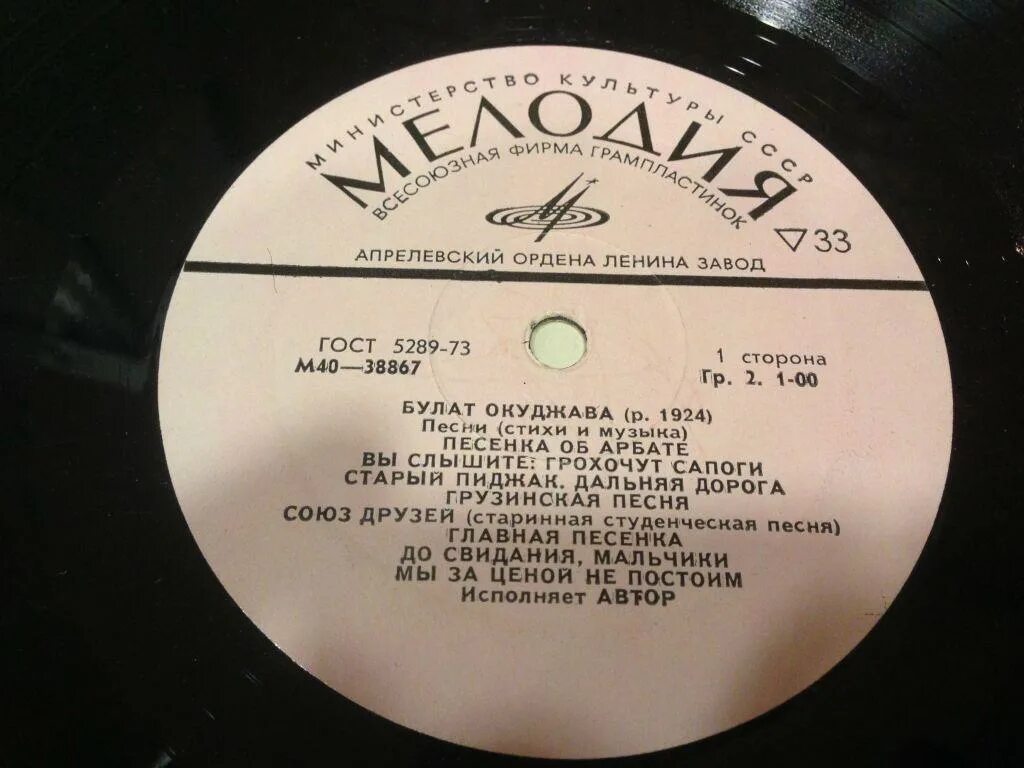 МИНИСТЕРСТВО КУЛЬТУРЫ СССР
МЕЛОДИЯ
ВСЕСОЮЗНАЯ ФИРМА ГРАМПЛАСТИНОК
▽33
АПРЕЛЕВСКИЙ ОРДЕНА ЛЕНИНА ЗАВОД
ГОСТ 5289-73
М40—38867
1 сторона
Гр. 2. 1-00
БУЛАТ ОКУДЖАВА (р. 1924)
Песни (стихи и музыка)
ПЕСЕНКА ОБ АРБАТЕ
ВЫ СЛЫШИТЕ: ГРОХОЧУТ САПОГИ
СТАРЫЙ ПИДЖАК. ДАЛЬНЯЯ ДОРОГА
ГРУЗИНСКАЯ ПЕСНЯ
СОЮЗ ДРУЗЕЙ (старинная студенческая песня)
ГЛАВНАЯ ПЕСЕНКА
ДО СВИДАНИЯ, МАЛЬЧИКИ
МЫ ЗА ЦЕНОЙ НЕ ПОСТОИМ
Исполняет АВТОР